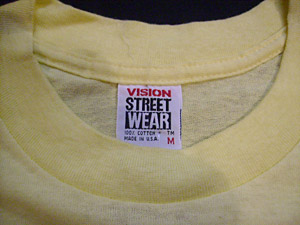 VISION
STREET
WEAR
100% COTTON • TM
MADE IN U.S.A. M